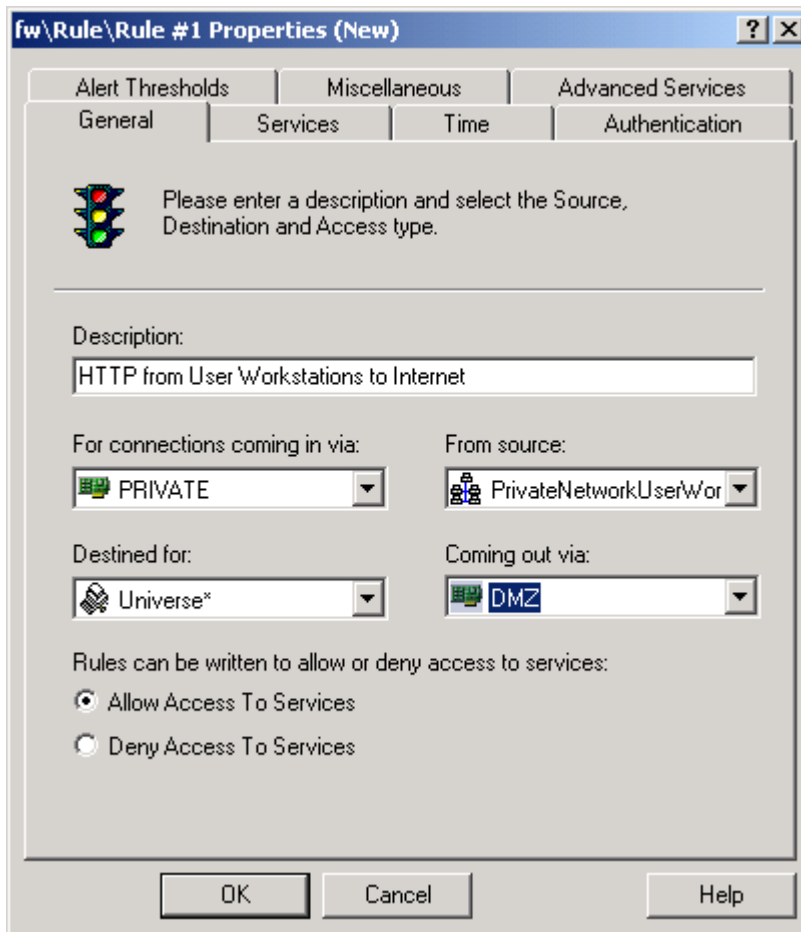 fw\Rule\Rule #1 Properties (New)
Alert Thresholds Miscellaneous Advanced Services
General Services Time Authentication
Please enter a description and select the Source,
Destination and Access type.
Description:
HTTP from User Workstations to Internet
For connections coming in via: From source:
PRIVATE PrivateNetworkUserWor
Destined for: Coming out via:
Universe* DMZ
Rules can be written to allow or deny access to services:
Allow Access To Services
Deny Access To Services
OK Cancel Help